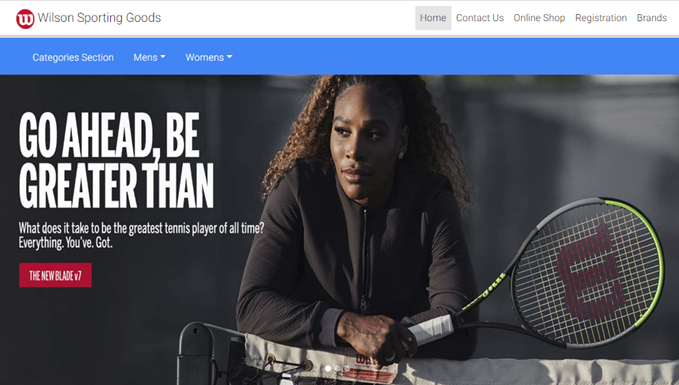 Wilson Sporting Goods
Home Contact Us Online Shop Registration Brands
Categories Section Mens Womens
GO AHEAD, BE
GREATER THAN
What does it take to be the greatest tennis player of all time?
Everything. You've. Got.
THE NEW BLADE v7
W
W